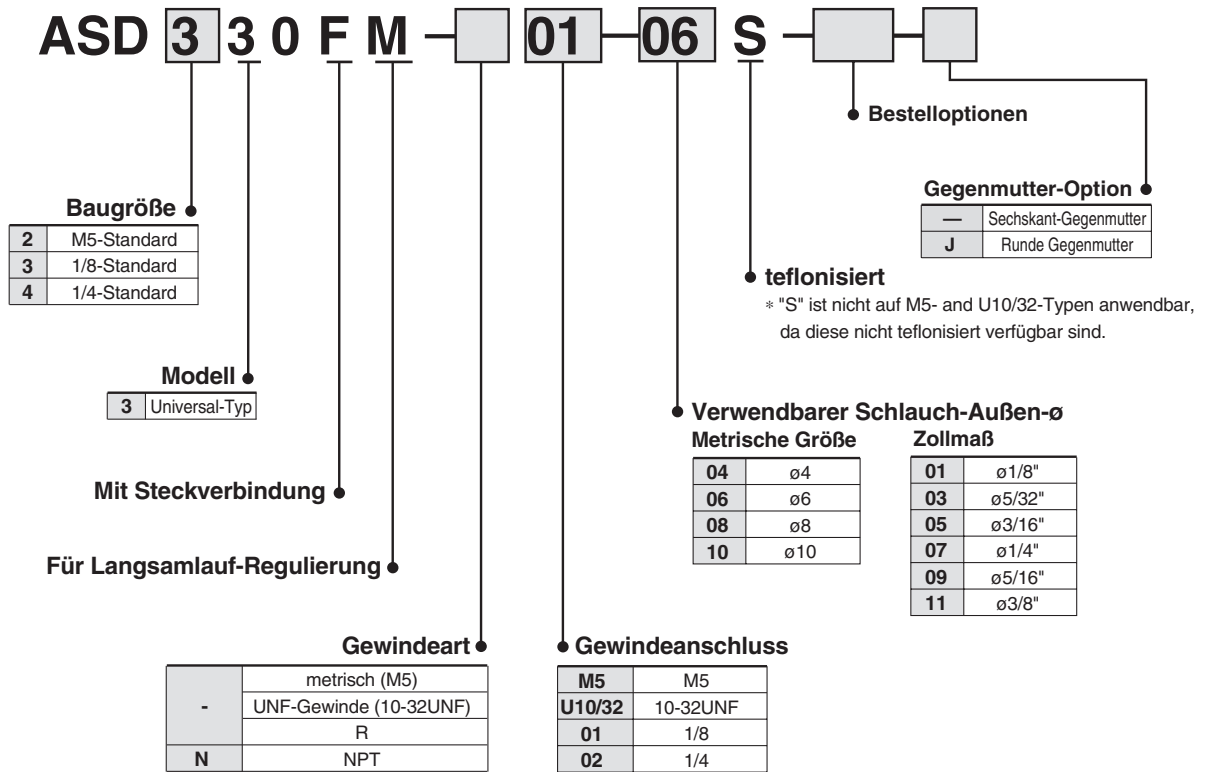 ASD 3 3 0 F M - 01 - 06 S - -
Bestelloptionen
Gegenmutter-Option
— Sechskant-Gegenmutter
J Runde Gegenmutter
Baugröße
2 M5-Standard
3 1/8-Standard
4 1/4-Standard
teflonisiert
* "S" ist nicht auf M5- and U10/32-Typen anwendbar,
da diese nicht teflonisiert verfügbar sind.
Modell
3 Universal-Typ
Verwendbarer Schlauch-Außen-ø
Metrische Größe
04 ø4
06 ø6
08 ø8
10 ø10
Zollmaß
01 ø1/8"
03 ø5/32"
05 ø3/16"
07 ø1/4"
09 ø5/16"
11 ø3/8"
Mit Steckverbindung
Für Langsamlauf-Regulierung
Gewindeart
metrisch (M5)
- UNF-Gewinde (10-32UNF)
R
N NPT
Gewindeanschluss
M5 M5
U10/32 10-32UNF
01 1/8
02 1/4